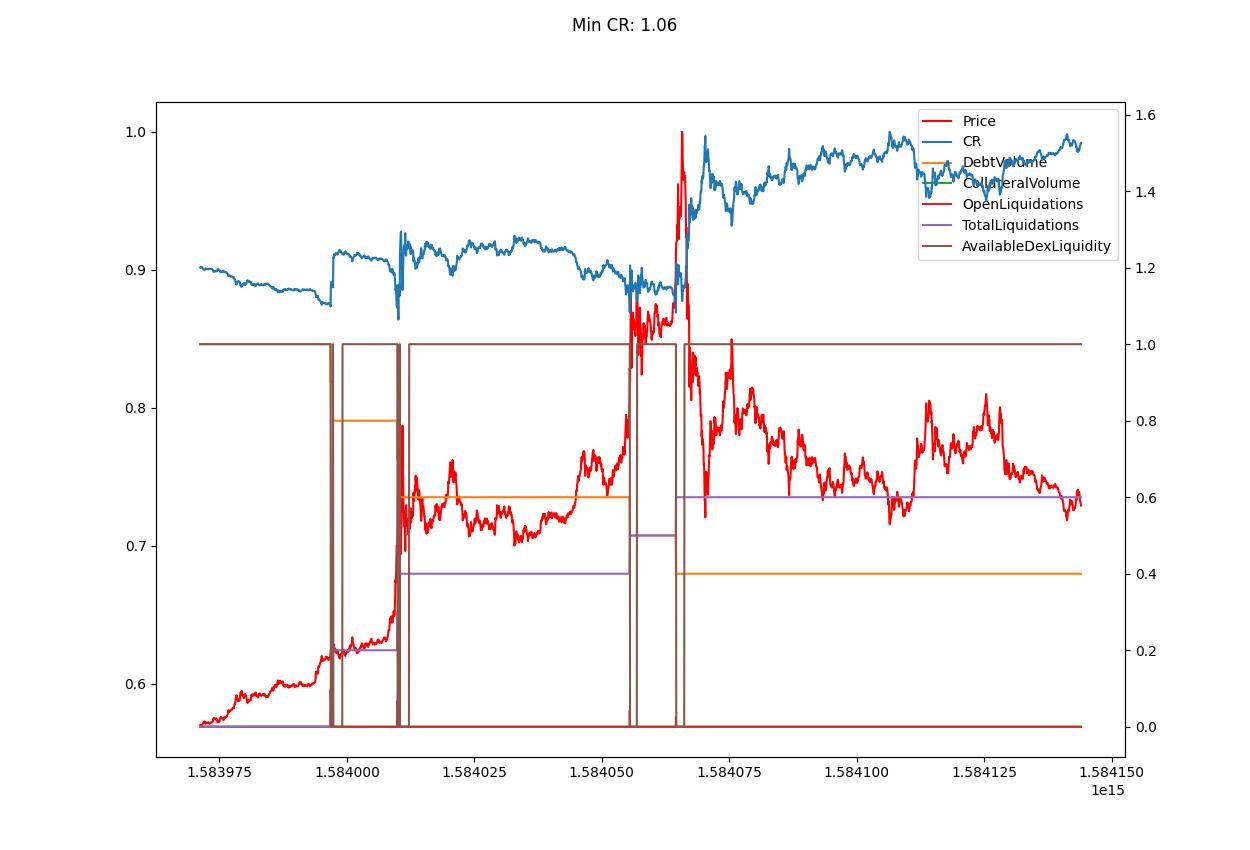 Min CR: 1.06
1.0
0.9
0.8
0.7
0.6
1.6
1.4
1.2
1.0
0.8
0.6
0.4
0.2
0.0
Price
CR
DebtVolume
CollateralVolume
OpenLiquidations
TotalLiquidations
AvailableDexLiquidity
1.583975 1.584000 1.584025 1.584050 1.584075 1.584100 1.584125 1.584150
1e15